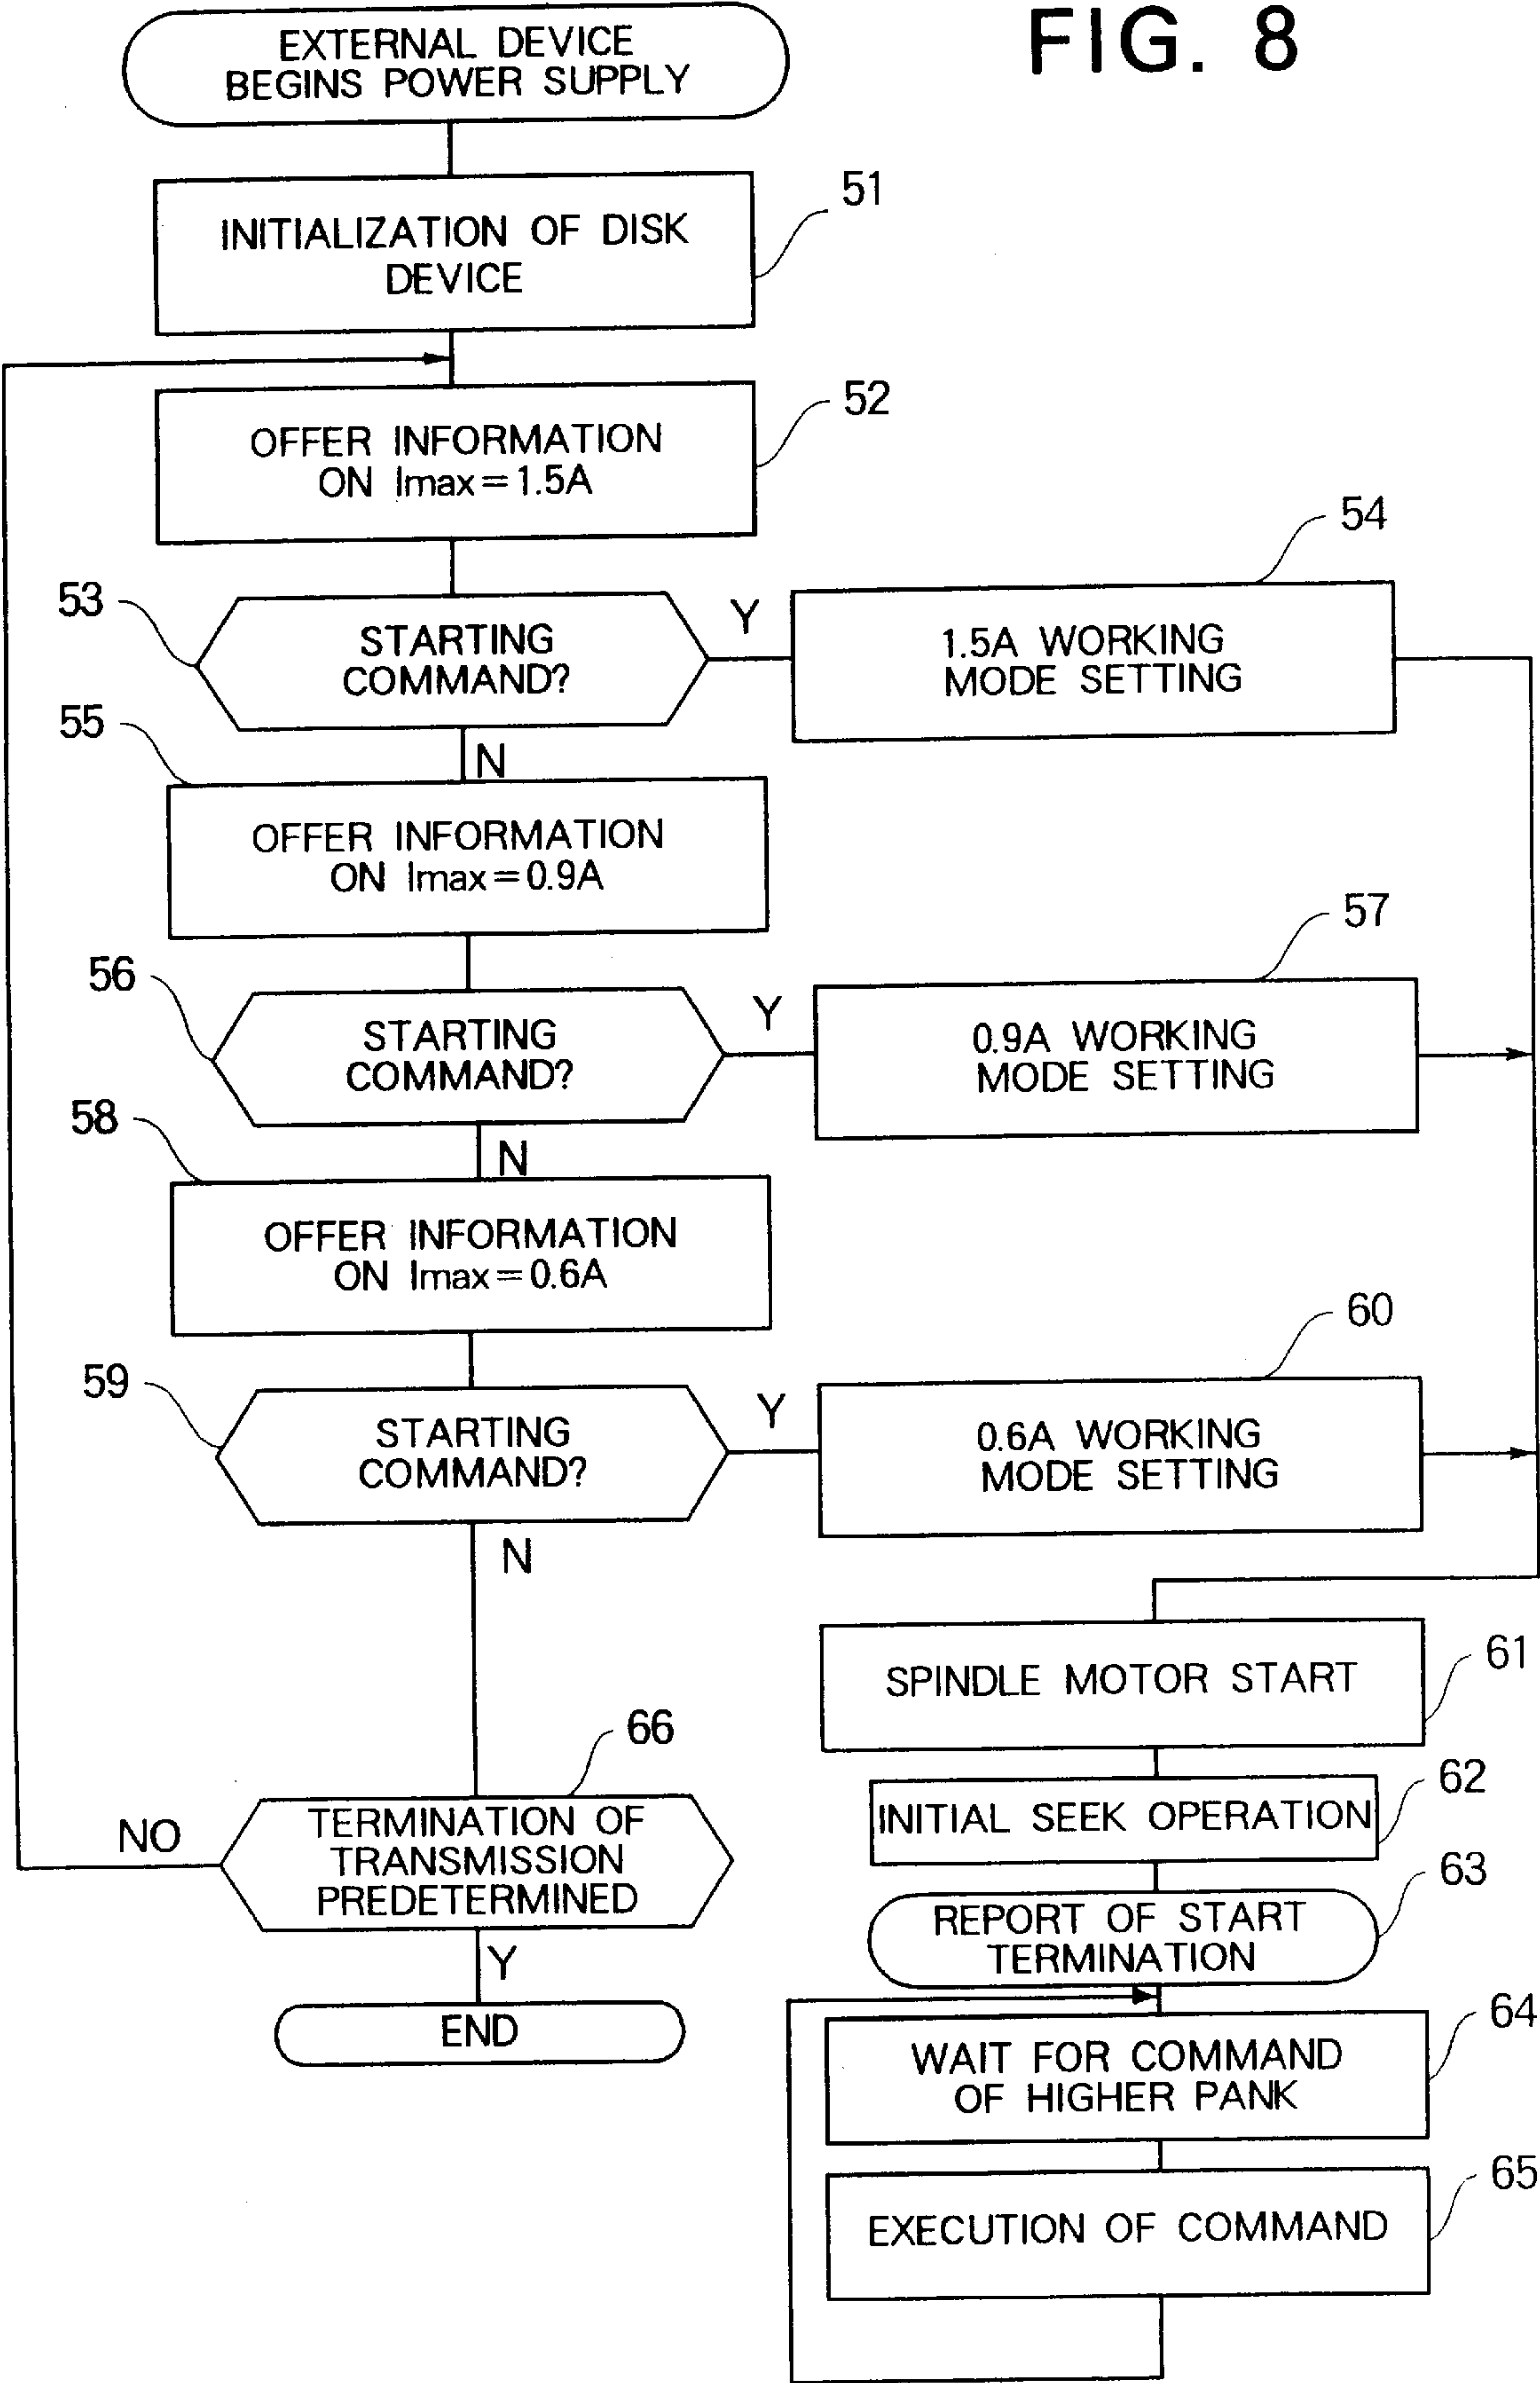 FIG. 8
EXTERNAL DEVICE
BEGINS POWER SUPPLY
51
INITIALIZATION OF DISK
DEVICE
52
OFFER INFORMATION
ON Imax=1.5A
53
STARTING
COMMAND?
Y
54
1.5A WORKING
MODE SETTING
N
55
OFFER INFORMATION
ON Imax=0.9A
56
STARTING
COMMAND?
Y
57
0.9A WORKING
MODE SETTING
N
58
OFFER INFORMATION
ON Imax=0.6A
59
STARTING
COMMAND?
Y
60
0.6A WORKING
MODE SETTING
N
66
TERMINATION OF
TRANSMISSION
PREDETERMINED
NO
Y
END
61
SPINDLE MOTOR START
62
INITIAL SEEK OPERATION
63
REPORT OF START
TERMINATION
64
WAIT FOR COMMAND
OF HIGHER PANK
65
EXECUTION OF COMMAND